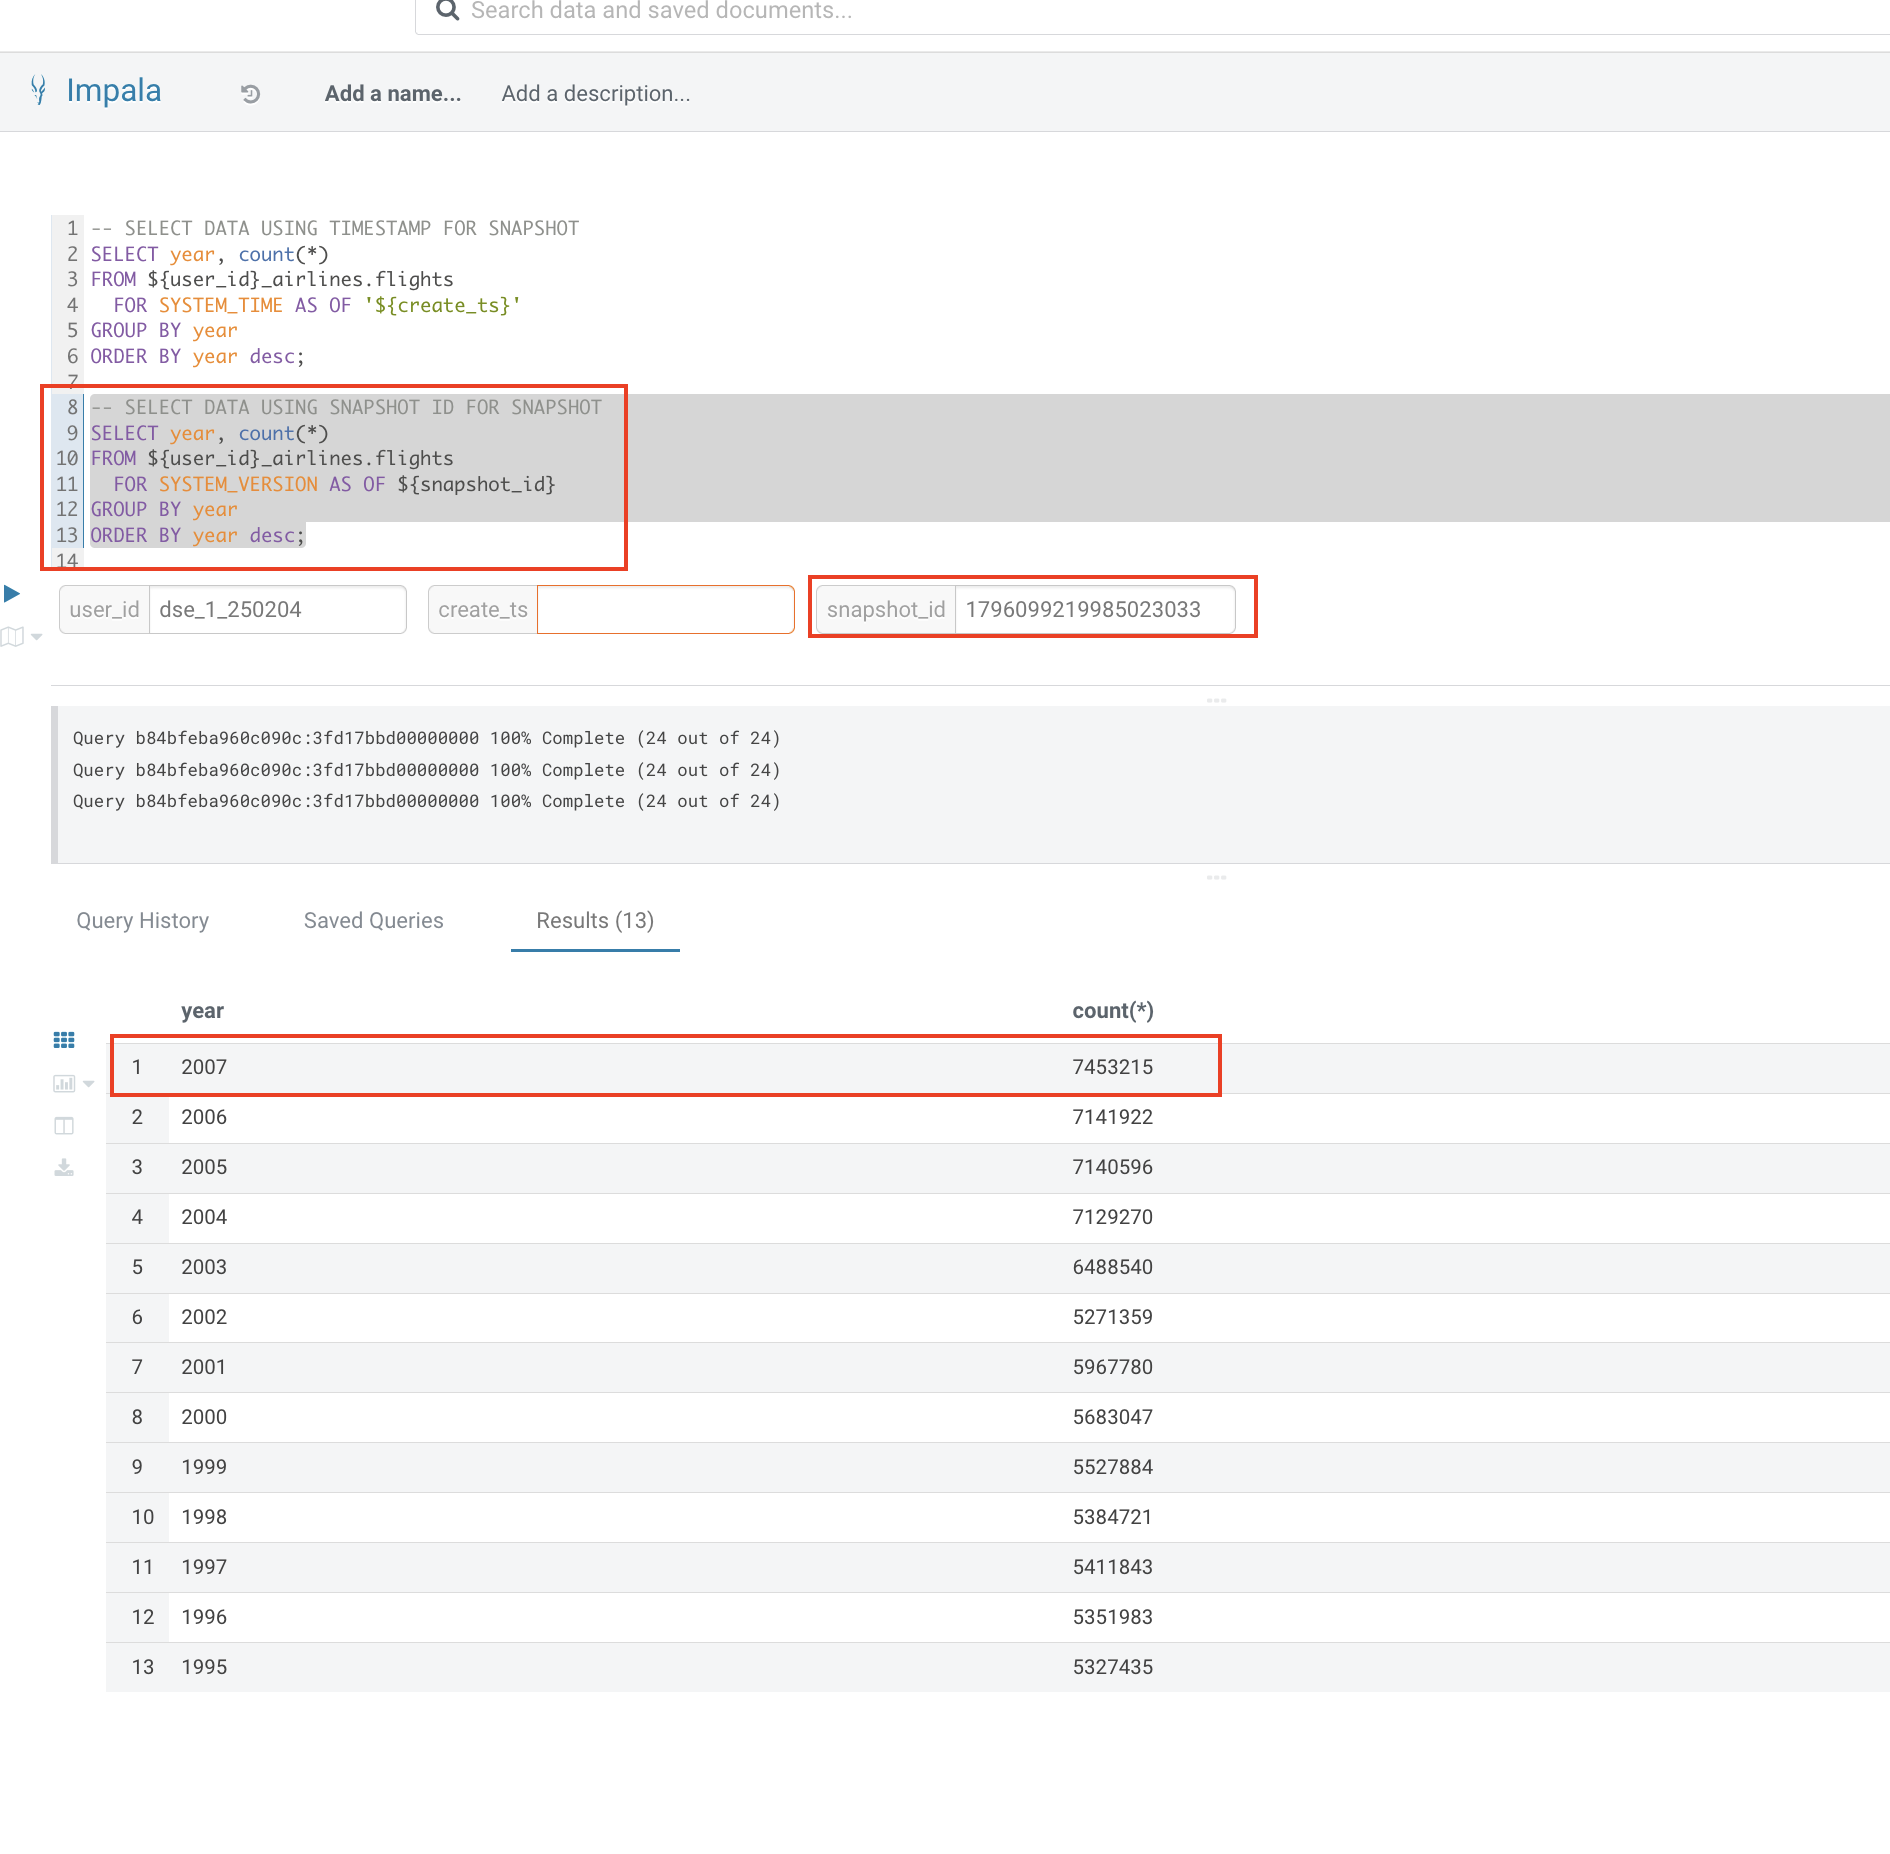 Search data and saved documents...
Impala Add a name... Add a description...
1 -- SELECT DATA USING TIMESTAMP FOR SNAPSHOT
2 SELECT year, count(*)
3 FROM ${user_id}_airlines.flights
4   FOR SYSTEM_TIME AS OF '${create_ts}'
5 GROUP BY year
6 ORDER BY year desc;
7
8 -- SELECT DATA USING SNAPSHOT ID FOR SNAPSHOT
9 SELECT year, count(*)
10 FROM ${user_id}_airlines.flights
11   FOR SYSTEM_VERSION AS OF ${snapshot_id}
12 GROUP BY year
13 ORDER BY year desc;
14
user_id dse_1_250204 create_ts snapshot_id 1796099219985023033
Query b84bfeba960c090c:3fd17bbd00000000 100% Complete (24 out of 24)
Query b84bfeba960c090c:3fd17bbd00000000 100% Complete (24 out of 24)
Query b84bfeba960c090c:3fd17bbd00000000 100% Complete (24 out of 24)
Query History Saved Queries Results (13)
year count(*)
1 2007 7453215
2 2006 7141922
3 2005 7140596
4 2004 7129270
5 2003 6488540
6 2002 5271359
7 2001 5967780
8 2000 5683047
9 1999 5527884
10 1998 5384721
11 1997 5411843
12 1996 5351983
13 1995 5327435